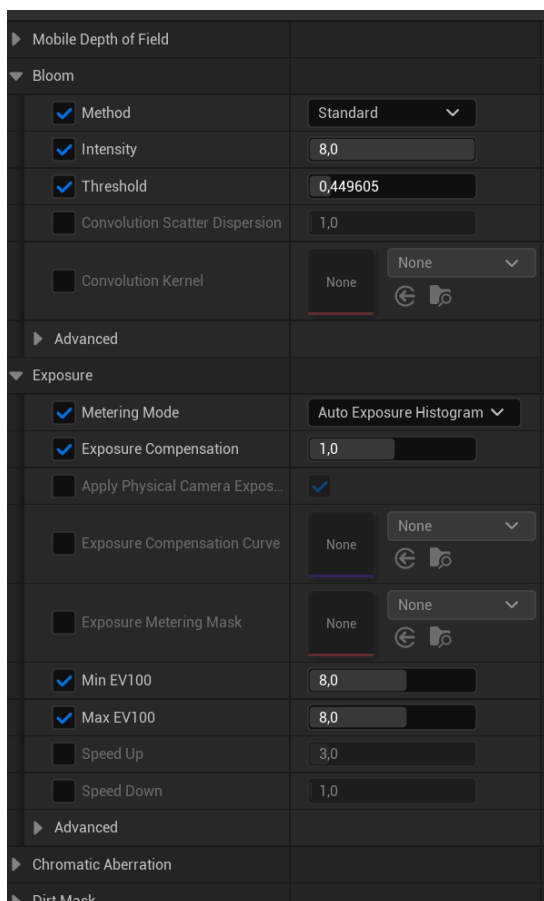 Mobile Depth of Field
Bloom
Method Standard
Intensity 8,0
Threshold 0,449605
Convolution Scatter Dispersion 1,0
None
Convolution Kernel None
Advanced
Exposure
Metering Mode Auto Exposure Histogram
Exposure Compensation 1,0
Apply Physical Camera Expos...
None
Exposure Compensation Curve None
None
Exposure Metering Mask None
Min EV100 8,0
Max EV100 8,0
Speed Up 3,0
Speed Down 1,0
Advanced
Chromatic Aberration
Dirt Mask